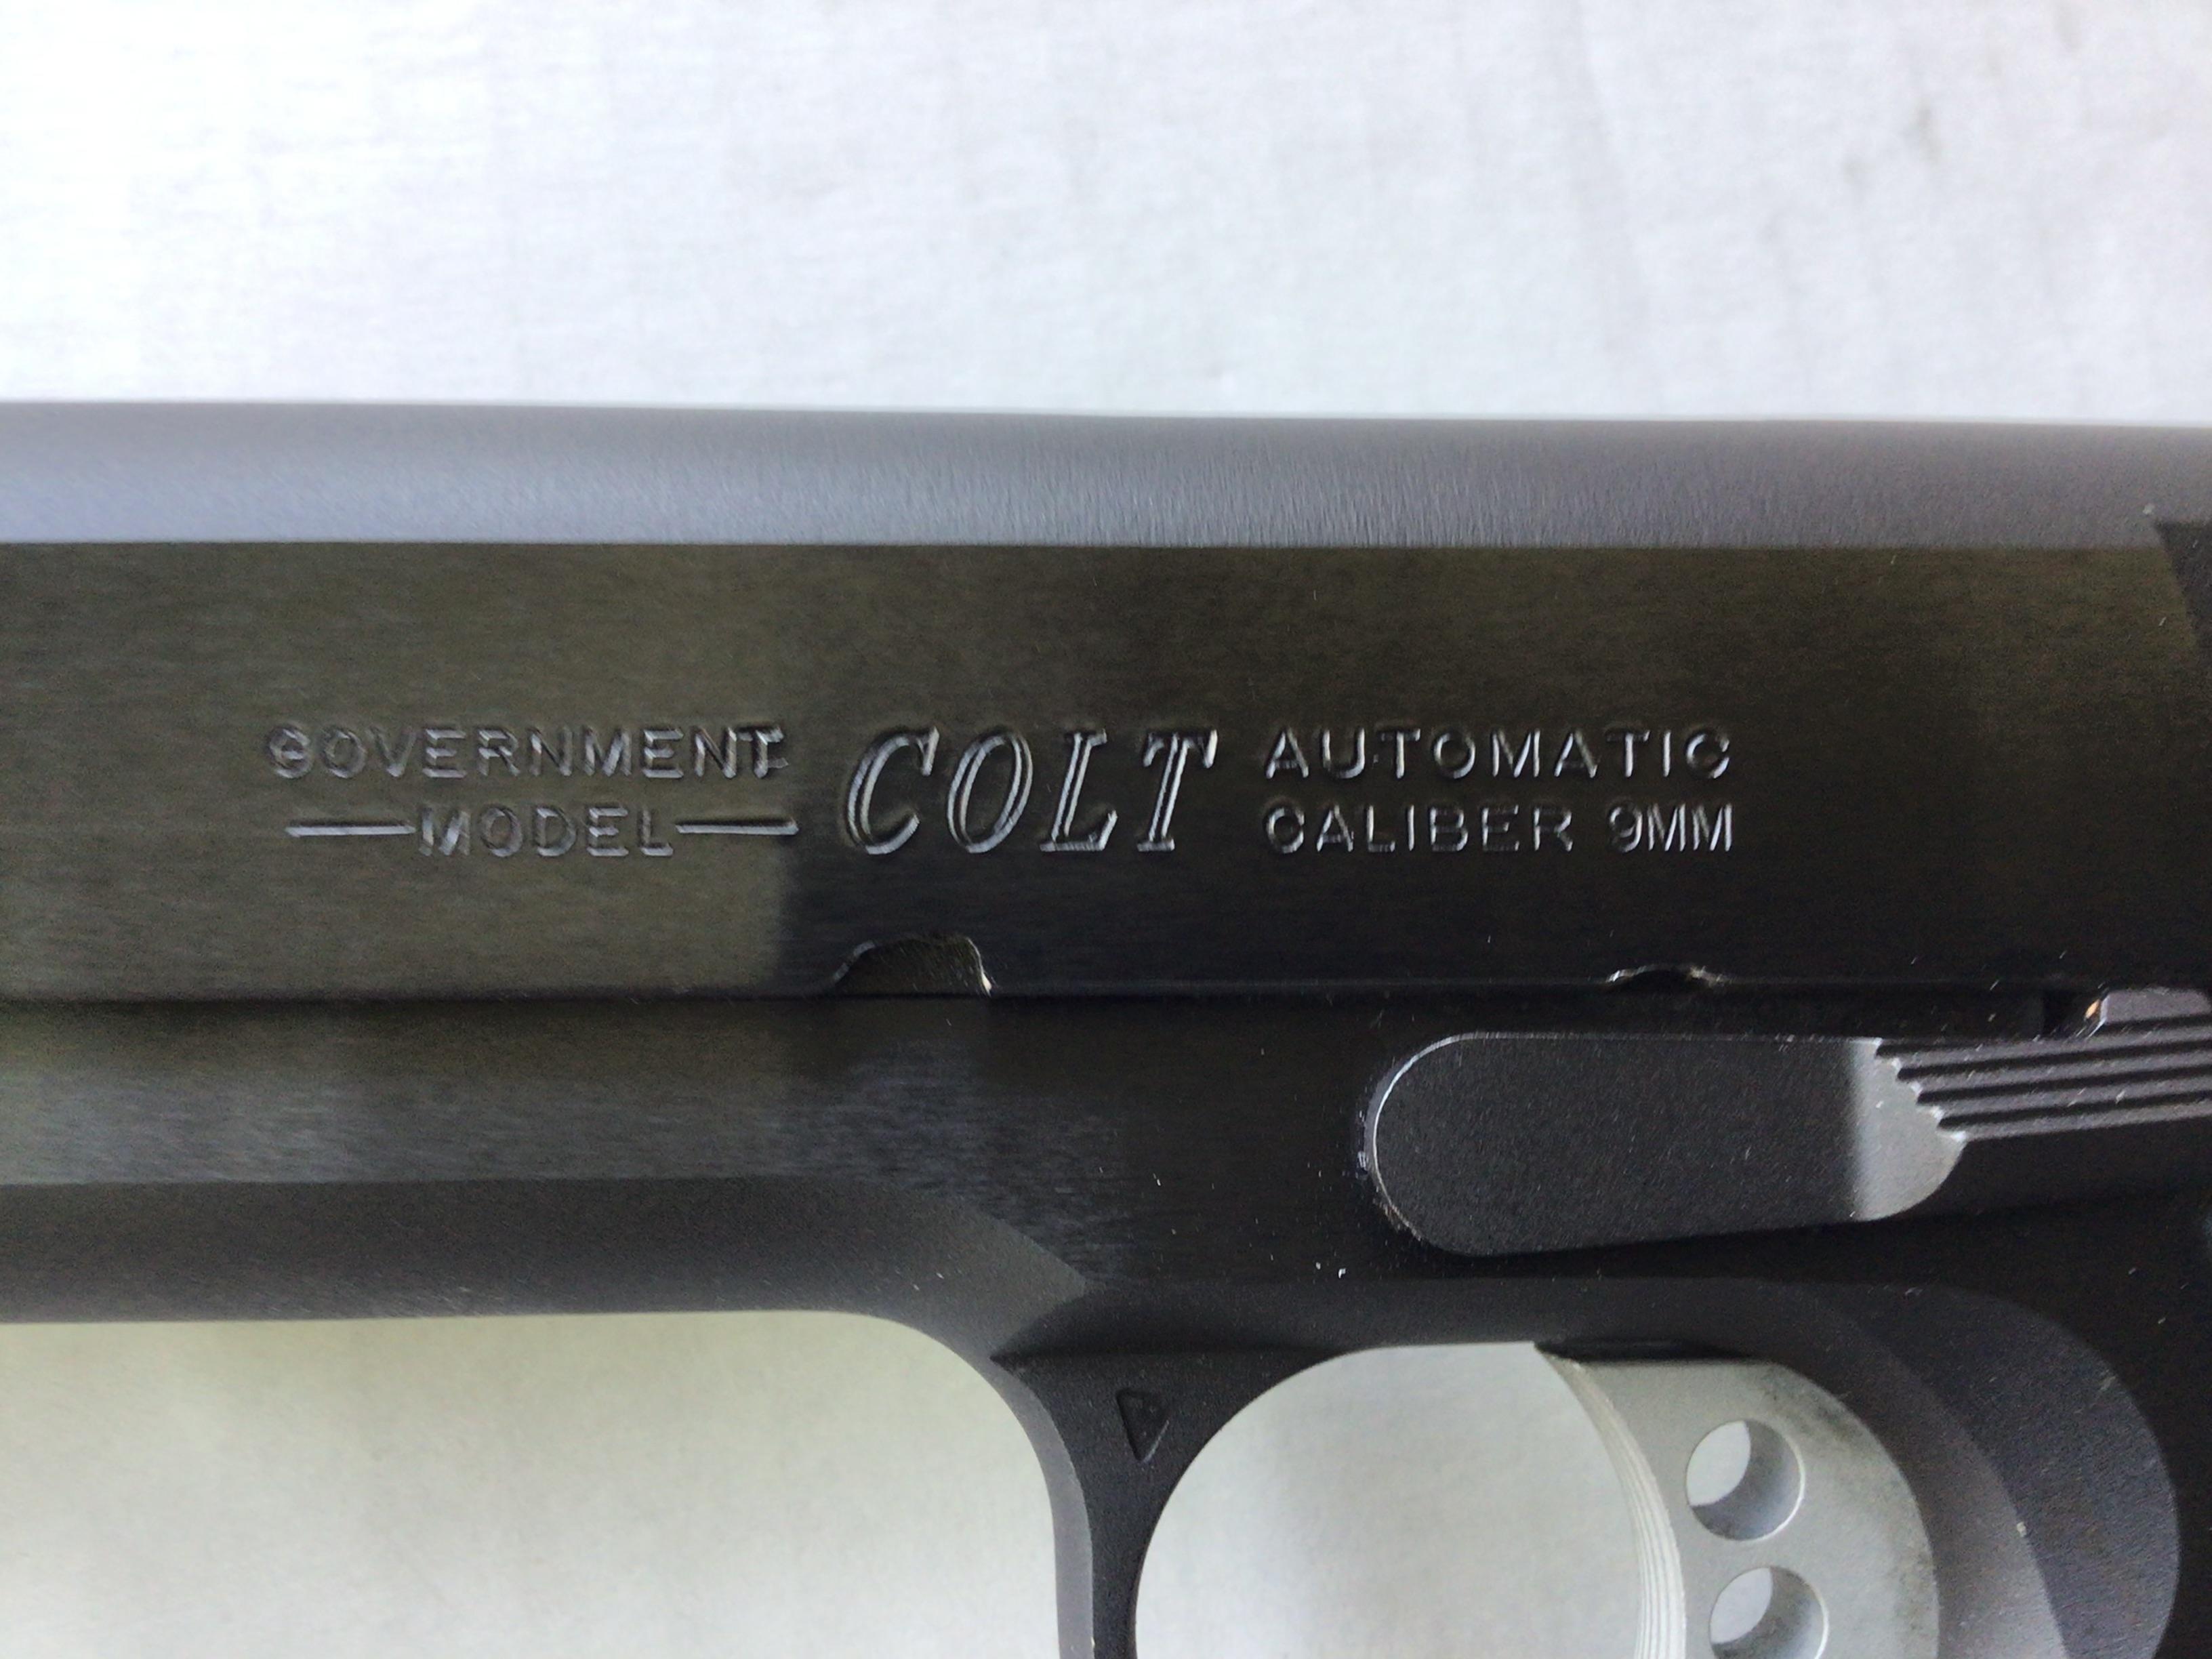 GOVERNMENT
MODEL
COLT
AUTOMATIC
CALIBER 9MM